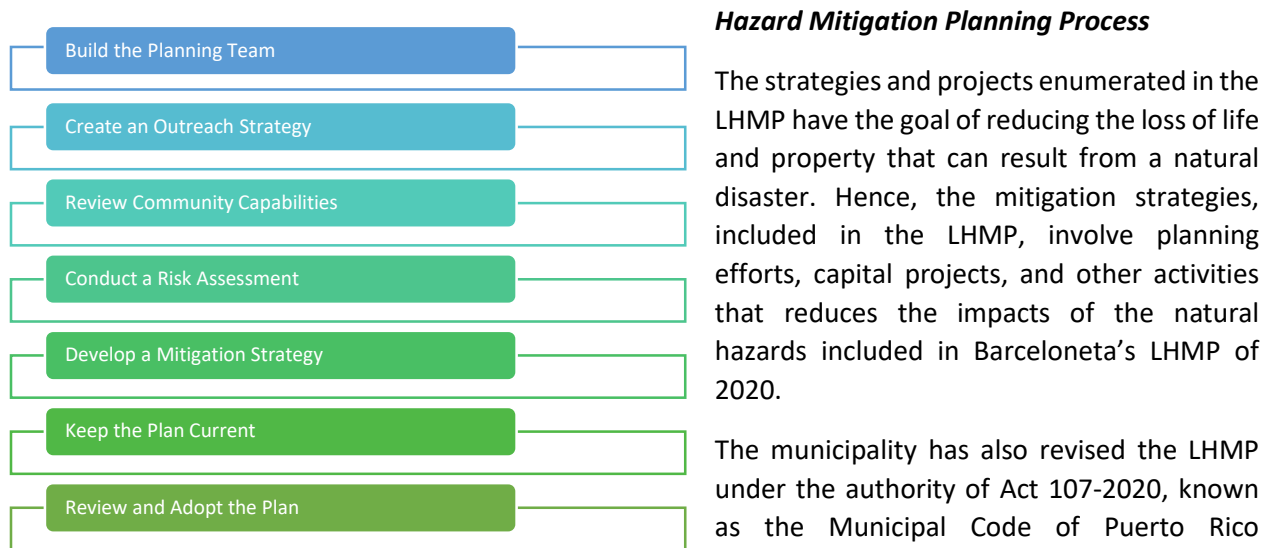 Build the Planning Team
Create an Outreach Strategy
Review Community Capabilities
Conduct a Risk Assessment
Develop a Mitigation Strategy
Keep the Plan Current
Review and Adopt the Plan
Hazard Mitigation Planning Process
The strategies and projects enumerated in the
LHMP have the goal of reducing the loss of life
and property that can result from a natural
disaster. Hence, the mitigation strategies,
included in the LHMP, involve planning
efforts, capital projects, and other activities
that reduces the impacts of the natural
hazards included in Barceloneta’s LHMP of
2020.
The municipality has also revised the LHMP
under the authority of Act 107-2020, known
as the Municipal Code of Puerto Rico